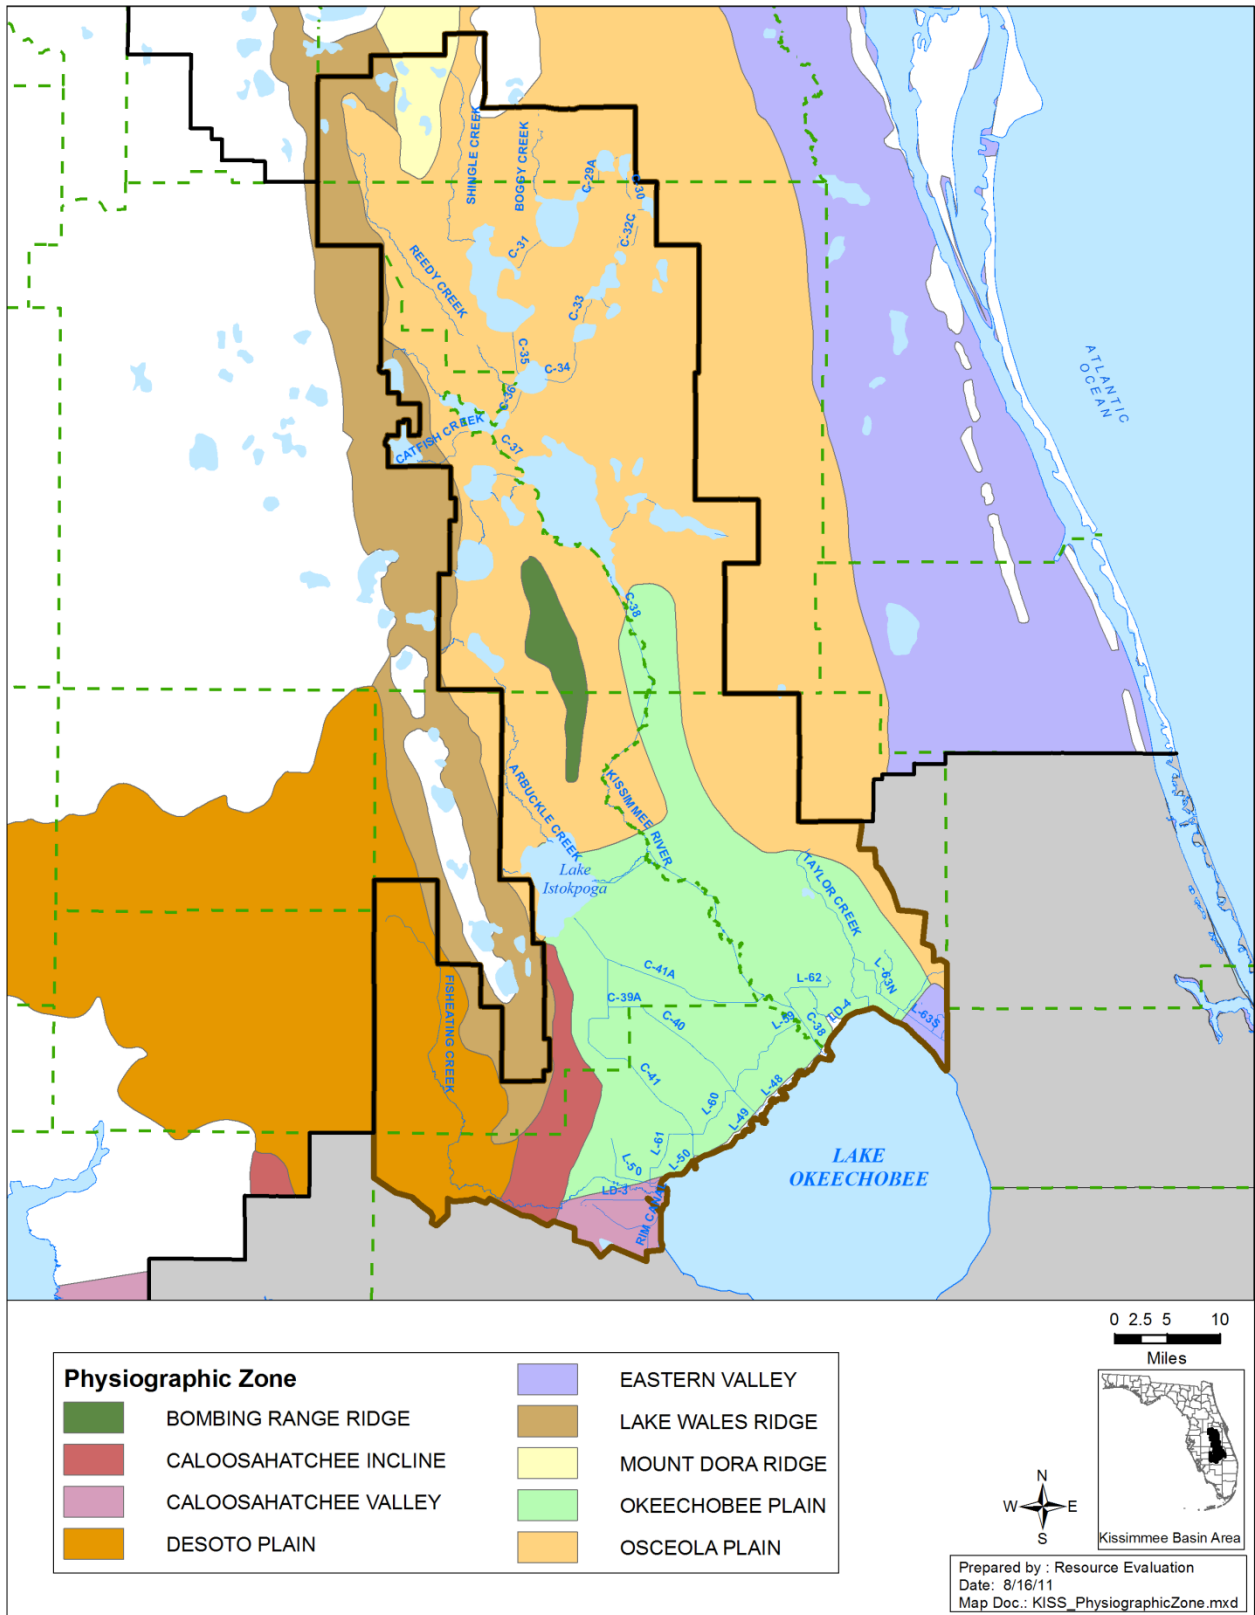 SHINGLE CREEK
BOGGY CREEK
C-29A
C-30
C-32C
C-31
REEDY CREEK
C-33
C-35
C-34
C-36
CATFISH CREEK
C-37
ATLANTIC
OCEAN
C-38
KISSIMMEE RIVER
ARBUCKLE CREEK
Lake
Istokpoga
TAYLOR CREEK
C-41A
L-62
L-63N
C-39A
FISHEATING CREEK
C-40
L-59
C-38
LD-4
L-63S
C-41
L-48
L-60
L-49
L-61
L-50
L-50
LD-3
RIM CANAL
LAKE
OKEECHOBEE
0 2.5 5 10
Miles
Physiographic Zone
BOMBING RANGE RIDGE
CALOOSAHATCHEE INCLINE
CALOOSAHATCHEE VALLEY
DESOTO PLAIN
EASTERN VALLEY
LAKE WALES RIDGE
MOUNT DORA RIDGE
OKEECHOBEE PLAIN
OSCEOLA PLAIN
N
W E
S
Kissimmee Basin Area
Prepared by : Resource Evaluation
Date: 8/16/11
Map Doc.: KISS_PhysiographicZone.mxd